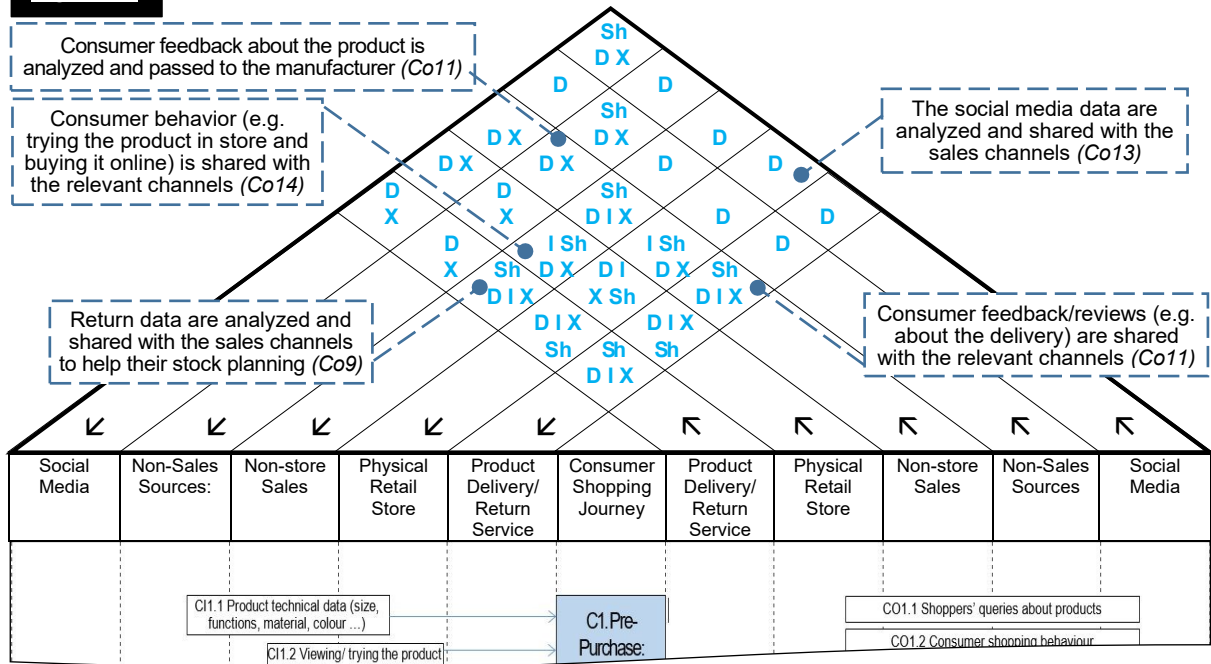 Sh
D X
D D
Sh
D X D X D
D X D X D D
D D Sh
X X D I X D D
D I Sh I Sh D
X Sh D X D I D X Sh
D I X X Sh D I X
D I X D I X
Sh Sh Sh
D I X
Consumer feedback about the product is
analyzed and passed to the manufacturer (Co11)
Consumer behavior (e.g.
trying the product in store and
buying it online) is shared with
the relevant channels (Co14)
Return data are analyzed and
shared with the sales channels
to help their stock planning (Co9)
The social media data are
analyzed and shared with the
sales channels (Co13)
Consumer feedback/reviews (e.g.
about the delivery) are shared
with the relevant channels (Co11)
Social
Media
Non-Sales
Sources:
Non-store
Sales
Physical
Retail
Store
Product
Delivery/
Return
Service
Consumer
Shopping
Journey
Product
Delivery/
Return
Service
Physical
Retail
Store
Non-store
Sales
Non-Sales
Sources
Social
Media
CI1.1 Product technical data (size,
functions, material, colour ...)
CI1.2 Viewing/ trying the product
C1.Pre-
Purchase:
CO1.1 Shoppers' queries about products
CO1.2 Consumer shopping behaviour